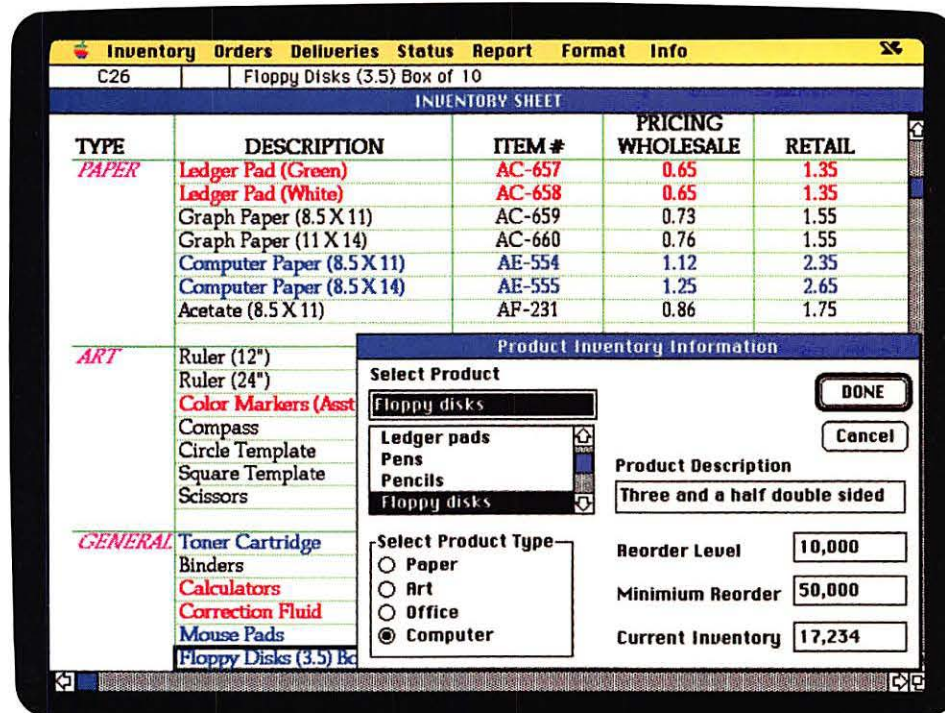 Inventory Orders Deliveries Status Report Format Info
C26 Floppy Disks (3.5) Box of 10
INVENTORY SHEET
TYPE DESCRIPTION ITEM # PRICING WHOLESALE RETAIL
PAPER Ledger Pad (Green) AC-657 0.65 1.35
Ledger Pad (White) AC-658 0.65 1.35
Graph Paper (8.5 X 11) AC-659 0.73 1.55
Graph Paper (11 X 14) AC-660 0.76 1.55
Computer Paper (8.5 X 11) AE-554 1.12 2.35
Computer Paper (8.5 X 14) AE-555 1.25 2.65
Acetate (8.5 X 11) AF-231 0.86 1.75
ART Ruler (12")
Ruler (24")
Color Markers (Asst
Compass
Circle Template
Square Template
Scissors
GENERAL Toner Cartridge
Binders
Calculators
Correction Fluid
Mouse Pads
Floppy Disks (3.5) Bo
Product Inventory Information
Select Product
Floppy disks
Ledger pads
Pens
Pencils
Floppy disks
DONE
Cancel
Product Description
Three and a half double sided
Select Product Type
Paper
Art
Office
Computer
Reorder Level 10,000
Minimium Reorder 50,000
Current Inventory 17,234